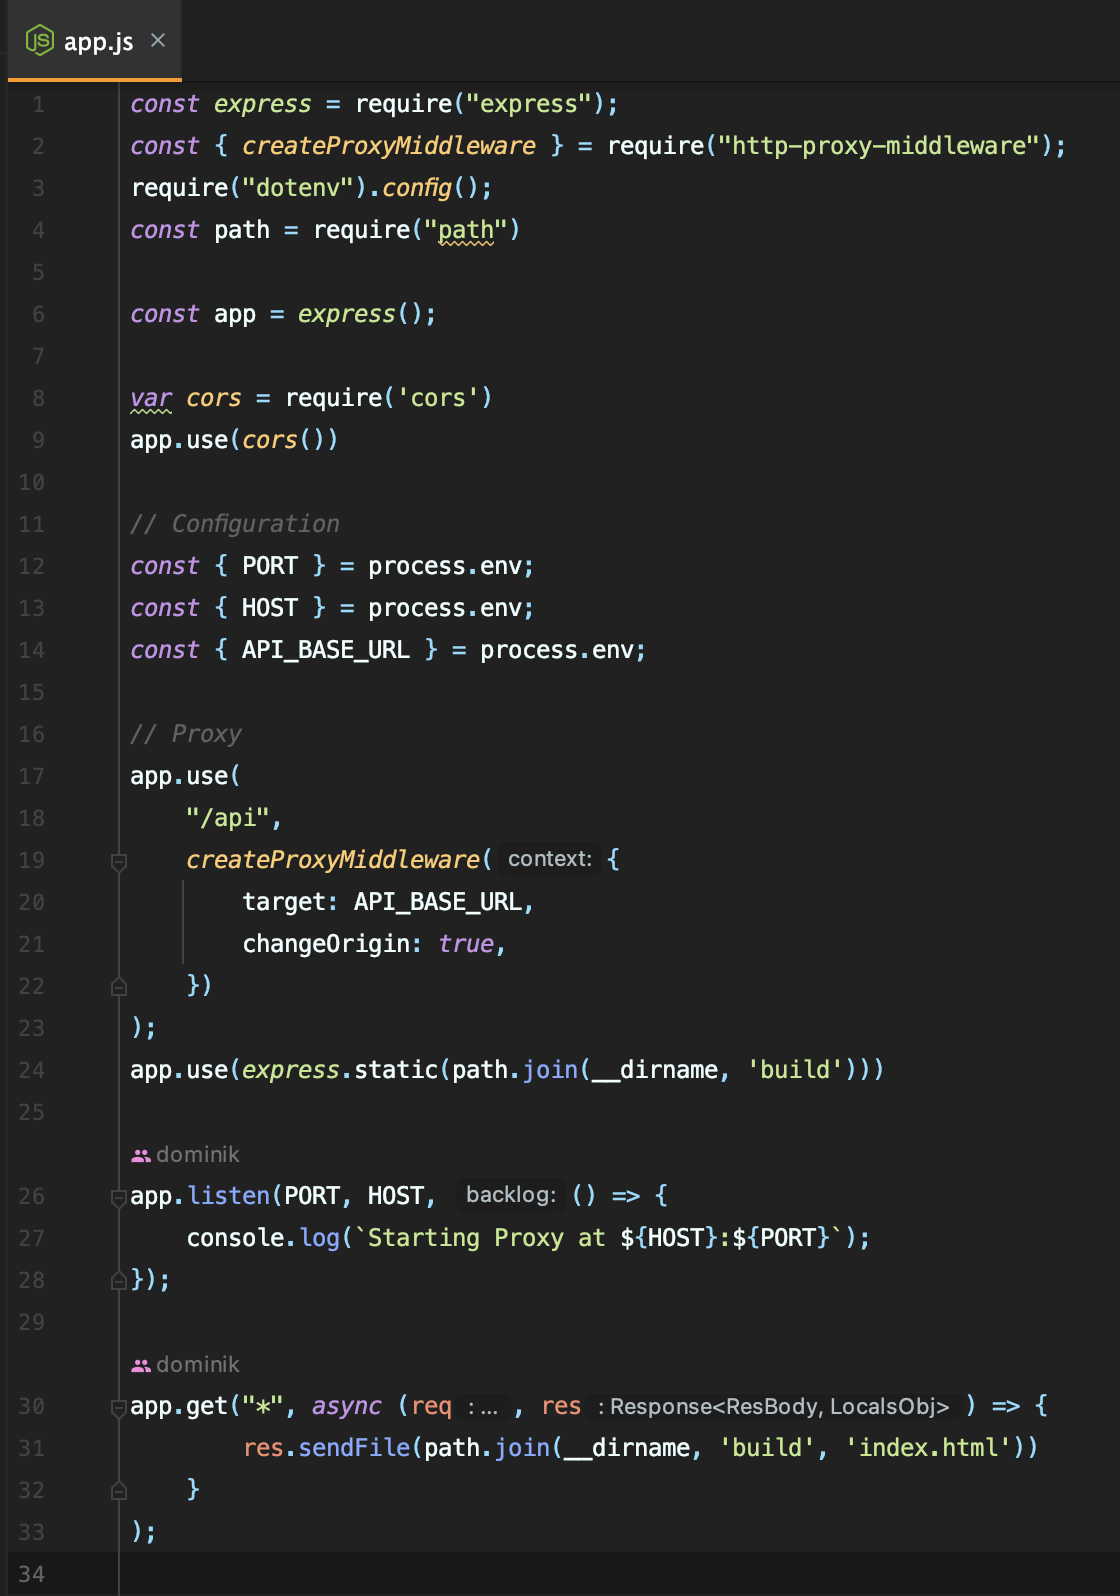 JS app.js ×
1 const express = require("express");
2 const { createProxyMiddleware } = require("http-proxy-middleware");
3 require("dotenv").config();
4 const path = require("path")
5
6 const app = express();
7
8 var cors = require('cors')
9 app.use(cors())
10
11 // Configuration
12 const { PORT } = process.env;
13 const { HOST } = process.env;
14 const { API_BASE_URL } = process.env;
15
16 // Proxy
17 app.use(
18     "/api",
19     createProxyMiddleware( context: {
20         target: API_BASE_URL,
21         changeOrigin: true,
22     })
23 );
24 app.use(express.static(path.join(__dirname, 'build')))
25
dominik
26 app.listen(PORT, HOST, backlog: () => {
27     console.log(`Starting Proxy at ${HOST}:${PORT}`);
28 });
29
dominik
30 app.get("*", async (req : ... , res : Response<ResBody, LocalsObj> ) => {
31         res.sendFile(path.join(__dirname, 'build', 'index.html'))
32     }
33 );
34